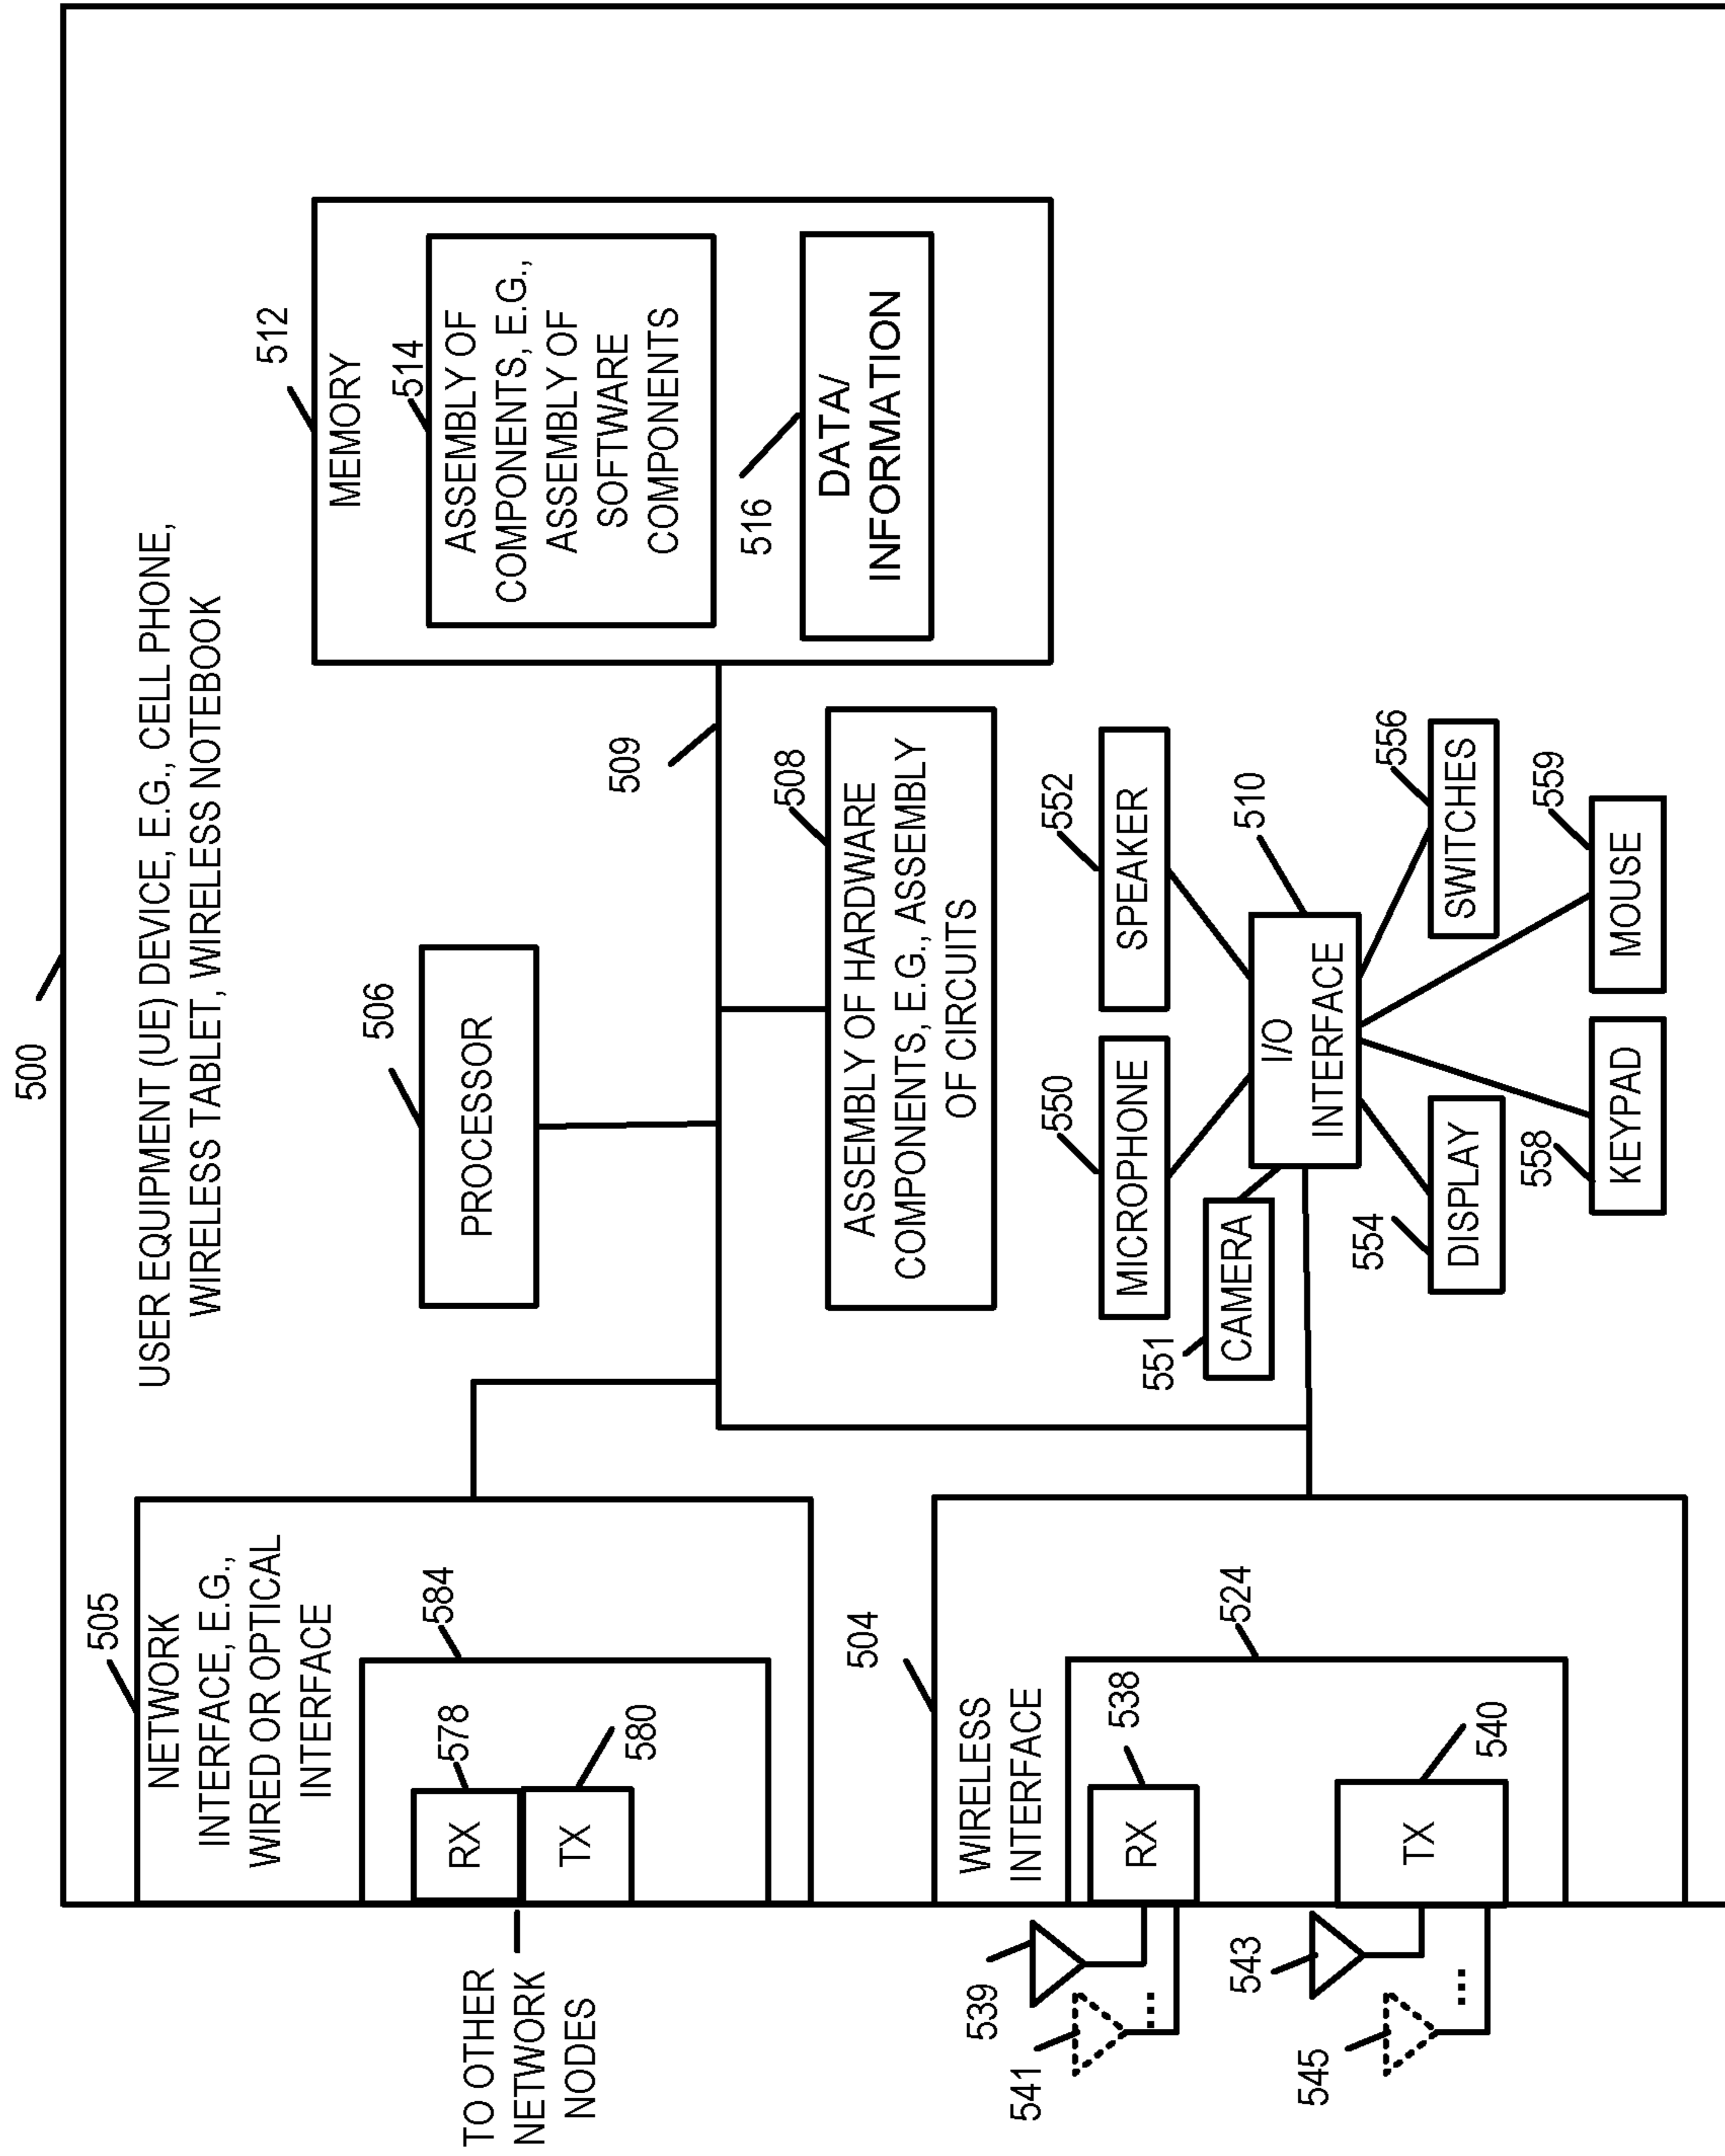 500
USER EQUIPMENT (UE) DEVICE, E.G., CELL PHONE,
WIRELESS TABLET, WIRELESS NOTEBOOK
505
NETWORK
INTERFACE, E.G.,
WIRED OR OPTICAL
INTERFACE
584
578
RX
TX
580
TO OTHER
NETWORK
NODES
506
PROCESSOR
512
MEMORY
514
ASSEMBLY OF
COMPONENTS, E.G.,
ASSEMBLY OF
SOFTWARE
COMPONENTS
516
DATA/
INFORMATION
509
508
ASSEMBLY OF HARDWARE
COMPONENTS, E.G., ASSEMBLY
OF CIRCUITS
504
WIRELESS
INTERFACE
524
538
RX
540
TX
539
541
...
543
545
...
550
MICROPHONE
552
SPEAKER
551
CAMERA
510
I/O
INTERFACE
554
DISPLAY
556
SWITCHES
558
KEYPAD
559
MOUSE